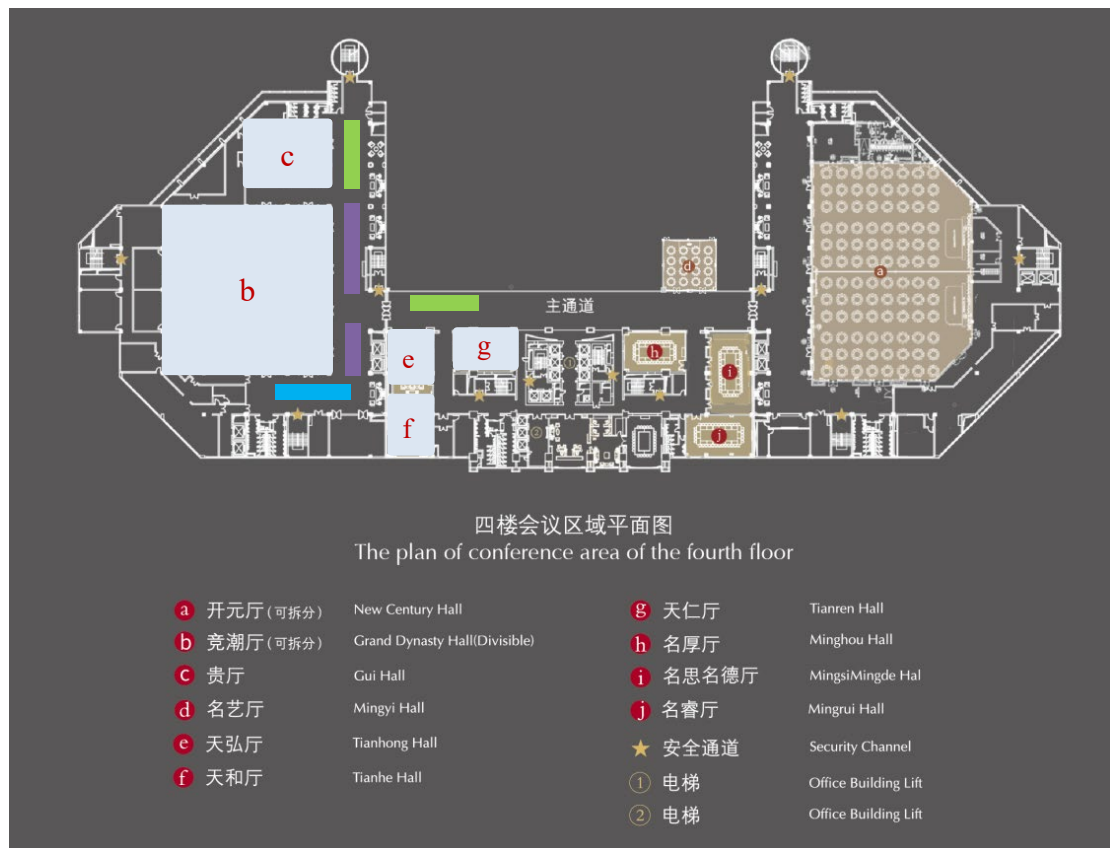 c
b
d
a
主通道
e
g
1
h
i
f
2
j
四楼会议区域平面图
The plan of conference area of the fourth floor
a 开元厅(可拆分) New Century Hall
b 竞潮厅(可拆分) Grand Dynasty Hall(Divisible)
c 贵厅 Gui Hall
d 名艺厅 Mingyi Hall
e 天弘厅 Tianhong Hall
f 天和厅 Tianhe Hall
g 天仁厅 Tianren Hall
h 名厚厅 Minghou Hall
i 名思名德厅 MingsiMingde Hal
j 名睿厅 Mingrui Hall
安全通道 Security Channel
1 电梯 Office Building Lift
2 电梯 Office Building Lift